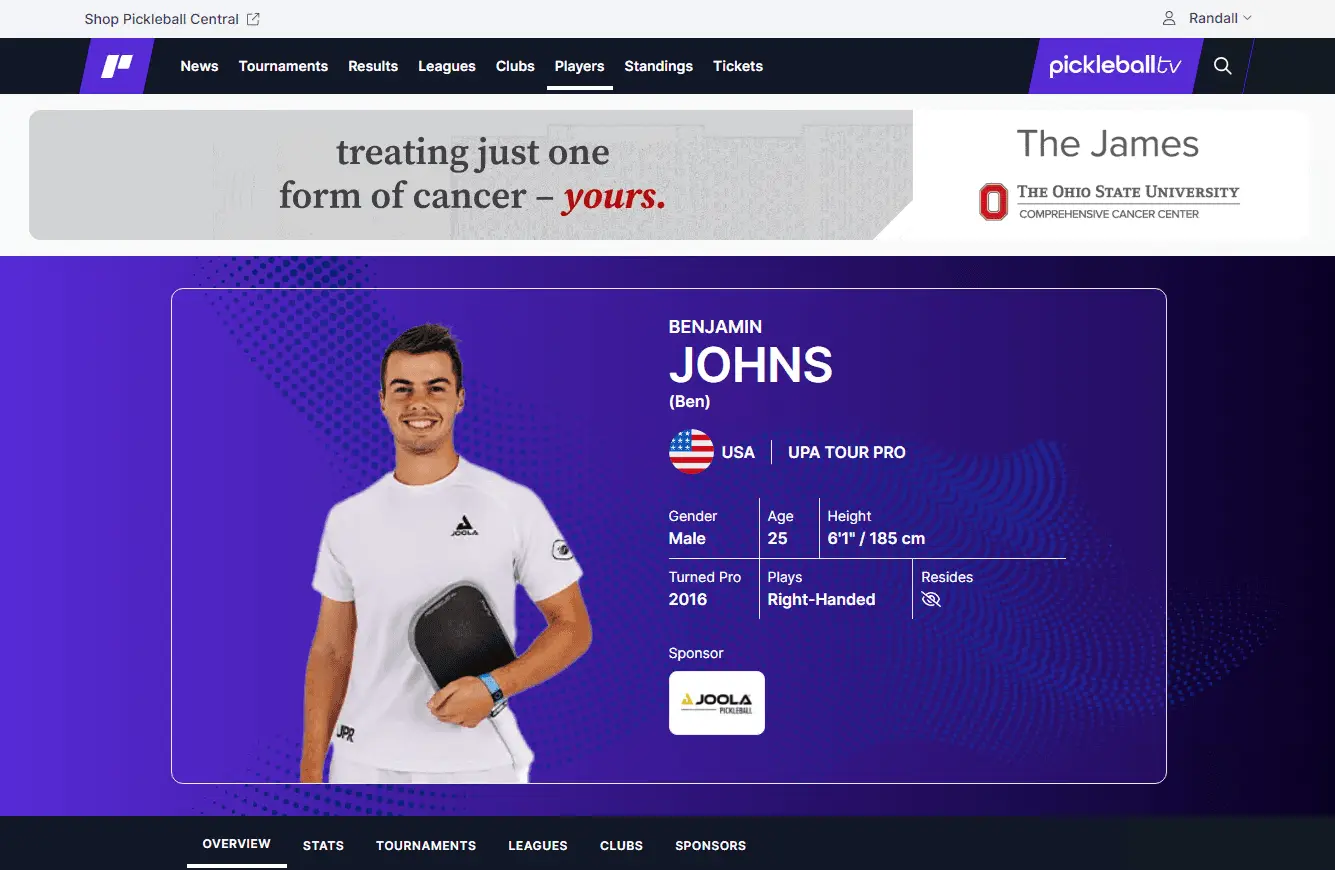 Shop Pickleball Central
Randall
News Tournaments Results Leagues Clubs Players Standings Tickets
pickleballtv
treating just one
form of cancer – yours.
The James
THE OHIO STATE UNIVERSITY
COMPREHENSIVE CANCER CENTER
BENJAMIN
JOHNS
(Ben)
USA UPA TOUR PRO
Gender Age Height
Male 25 6'1" / 185 cm
Turned Pro Plays Resides
2016 Right-Handed
Sponsor
JOOLA
PICKLEBALL
JOOLA
JPR
OVERVIEW STATS TOURNAMENTS LEAGUES CLUBS SPONSORS